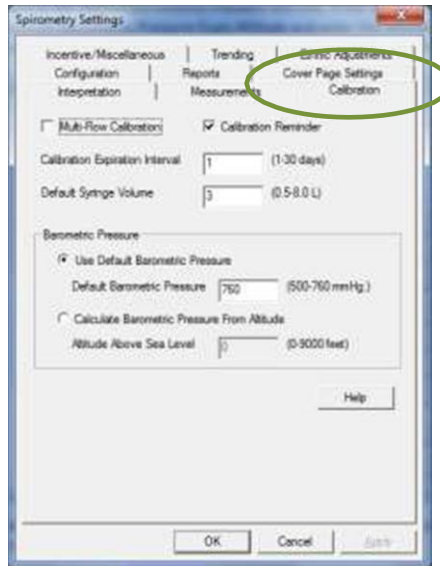 Spirometry Settings
Incentive/Miscellaneous Trending Ethnic Adjustments
Configuration Reports Cover Page Settings
Interpretation Measurements Calibration
Multi-Flow Calibration Calibration Reminder
Calibration Expiration Interval 1 (1-30 days)
Default Syringe Volume 3 (0.5-8.0 L)
Barometric Pressure
Use Default Barometric Pressure
Default Barometric Pressure 760 (500-760 mmHg.)
Calculate Barometric Pressure From Altitude
Altitude Above Sea Level 0 (0-9000 feet)
Help
OK Cancel Apply